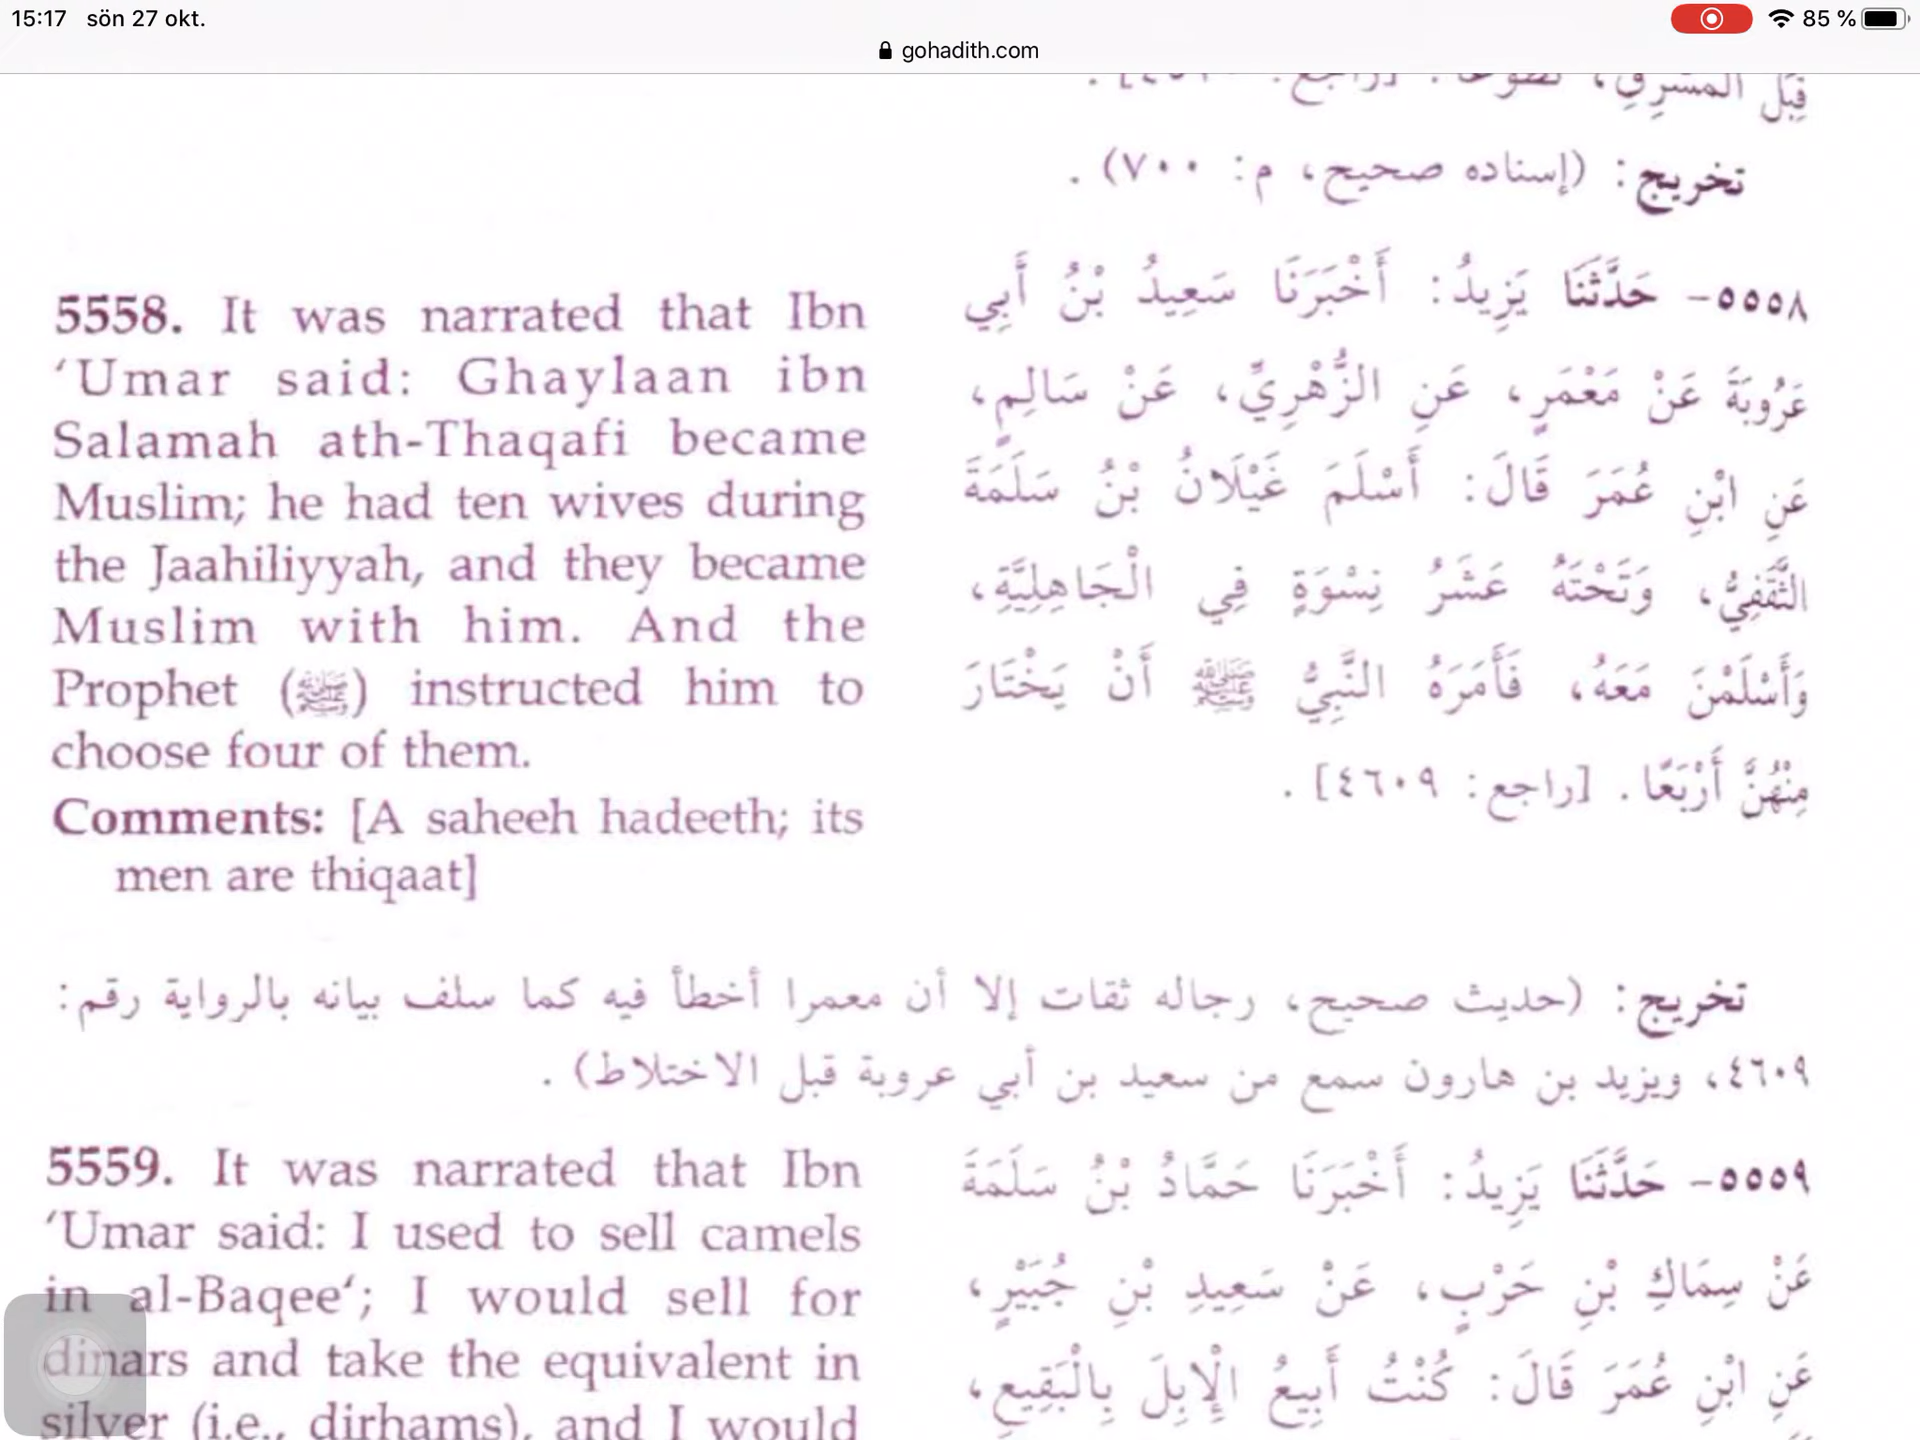 15:17 sön 27 okt.
85 %
gohadith.com
تخريج: (إسناده صحيح، م: ٧٠٠).
5558. It was narrated that Ibn
‘Umar said: Ghaylaan ibn
Salamah ath-Thaqafi became
Muslim; he had ten wives during
the Jaahiliyyah, and they became
Muslim with him. And the
Prophet (ﷺ) instructed him to
choose four of them.
Comments: [A saheeh hadeeth; its
men are thiqaat]
٥٥٥٨- حَدَّثَنَا يَزِيدُ: أَخْبَرَنَا سَعِيدُ بْنُ أَبِي
عَرُوبَةَ عَنْ مَعْمَرٍ، عَنِ الزُّهْرِيِّ، عَنْ سَالِمٍ،
عَنِ ابْنِ عُمَرَ قَالَ: أَسْلَمَ غَيْلَانُ بْنُ سَلَمَةَ
الثَّقَفِيُّ، وَتَحْتَهُ عَشَرُ نِسْوَةٍ فِي الْجَاهِلِيَّةِ،
وَأَسْلَمْنَ مَعَهُ، فَأَمَرَهُ النَّبِيُّ ﷺ أَنْ يَخْتَارَ
مِنْهُنَّ أَرْبَعًا. [راجع: ٤٦٠٩].
تخريج: (حديث صحيح، رجاله ثقات إلا أن معمرا أخطأ فيه كما سلف بيانه بالرواية رقم:
٤٦٠٩، ويزيد بن هارون سمع من سعيد بن أبي عروبة قبل الاختلاط).
5559. It was narrated that Ibn
‘Umar said: I used to sell camels
in al-Baqee‘; I would sell for
dinars and take the equivalent in
silver (i.e., dirhams), and I would
٥٥٥٩- حَدَّثَنَا يَزِيدُ: أَخْبَرَنَا حَمَّادُ بْنُ سَلَمَةَ
عَنْ سِمَاكِ بْنِ حَرْبٍ، عَنْ سَعِيدِ بْنِ جُبَيْرٍ،
عَنِ ابْنِ عُمَرَ قَالَ: كُنْتُ أَبِيعُ الْإِبِلَ بِالْبَقِيعِ،